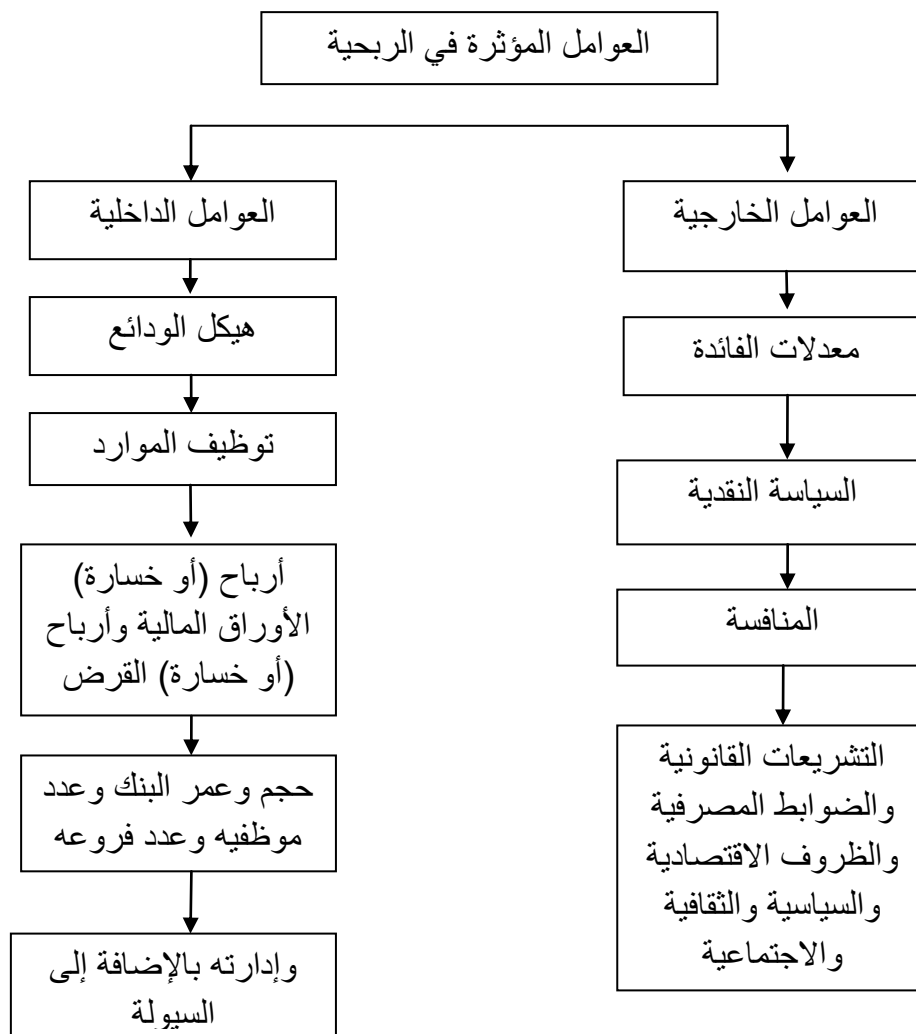 العوامل المؤثرة في الربحية
العوامل الخارجية
معدلات الفائدة
السياسة النقدية
المنافسة
التشريعات القانونية
والضوابط المصرفية
والظروف الاقتصادية
والسياسية والثقافية
والاجتماعية
العوامل الداخلية
هيكل الودائع
توظيف الموارد
أرباح (أو خسارة)
الأوراق المالية وأرباح
(أو خسارة) القرض
حجم وعمر البنك وعدد
موظفيه وعدد فروعه
وإدارته بالإضافة إلى
السيولة